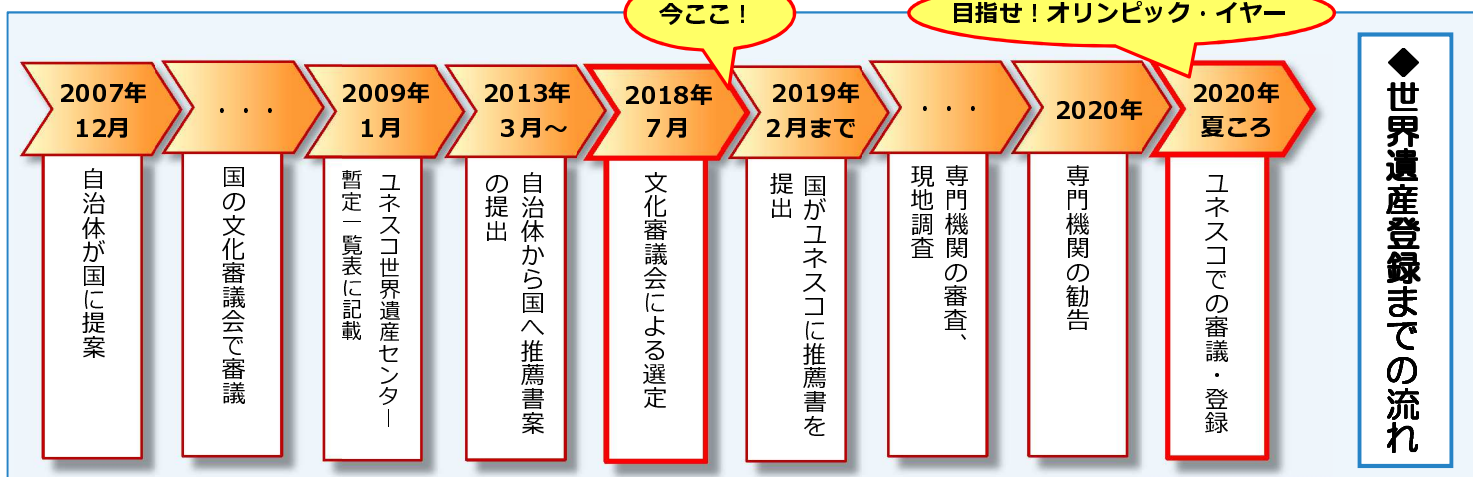 ◆世界遺産登録までの流れ
今ここ！
目指せ！オリンピック・イヤー
2007年
12月
自治体が国に提案
・・・
国の文化審議会で審議
2009年
1月
ユネスコ世界遺産センター
暫定一覧表に記載
2013年
３月～
自治体から国へ推薦書案
の提出
2018年
７月
文化審議会による選定
2019年
２月まで
国がユネスコに推薦書を
提出
・・・
専門機関の審査、
現地調査
2020年
専門機関の勧告
2020年
夏ころ
ユネスコでの審議・登録